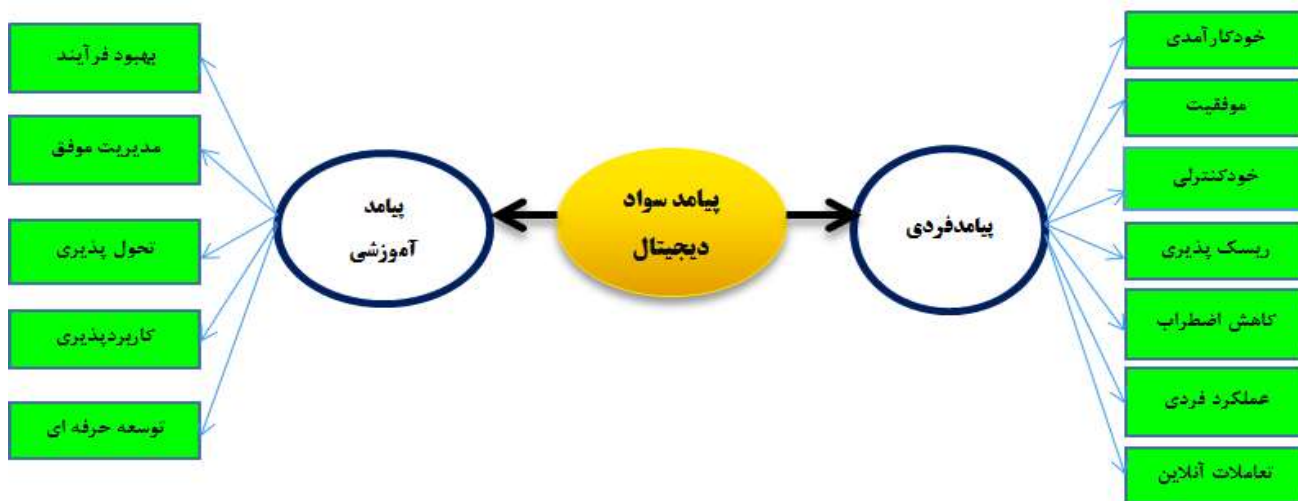 پیامد سواد
دیجیتال
پیامدفردی
خودکارآمدی
موفقیت
خودکنترلی
ریسک پذیری
کاهش اضطراب
عملکرد فردی
تعاملات آنلاین
پیامد
آموزشی
بهبود فرآیند
مدیریت موفق
تحول پذیری
کاربردپذیری
توسعه حرفه ای